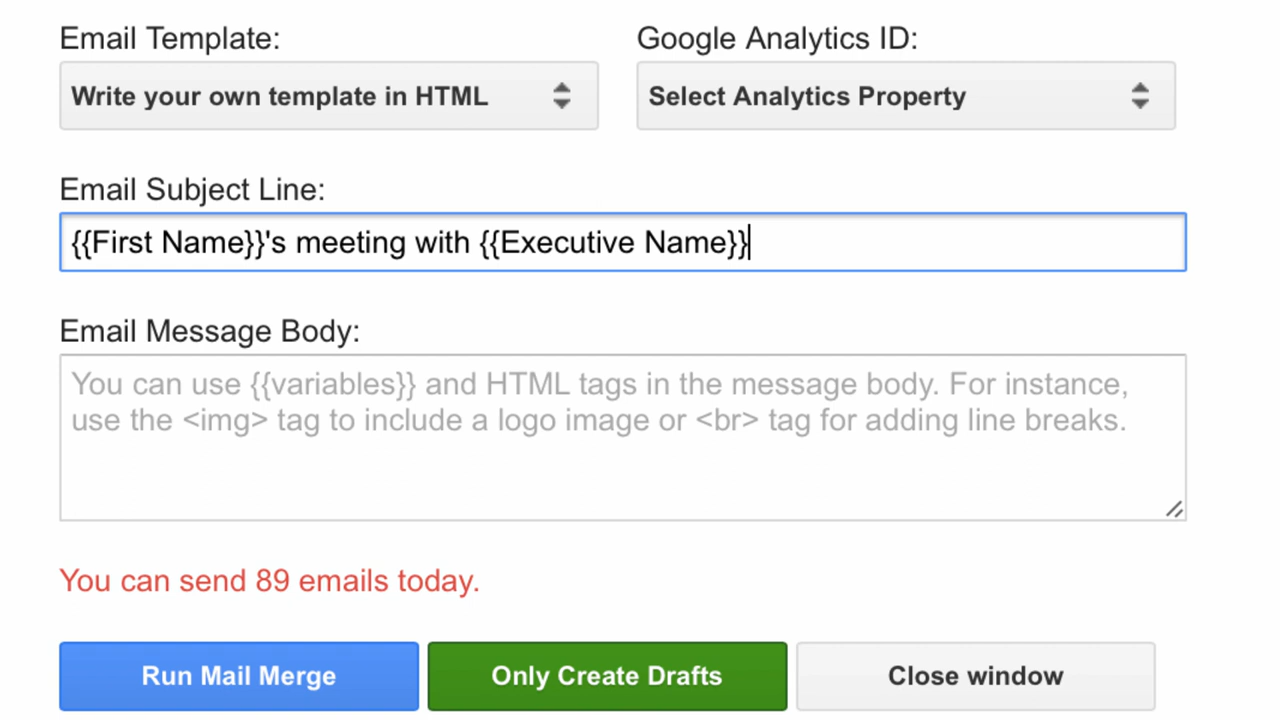 Email Template:
Google Analytics ID:
Write your own template in HTML
Select Analytics Property
Email Subject Line:
{{First Name}}'s meeting with {{Executive Name}}
Email Message Body:
You can use {{variables}} and HTML tags in the message body. For instance,
use the <img> tag to include a logo image or <br> tag for adding line breaks.
You can send 89 emails today.
Run Mail Merge
Only Create Drafts
Close window